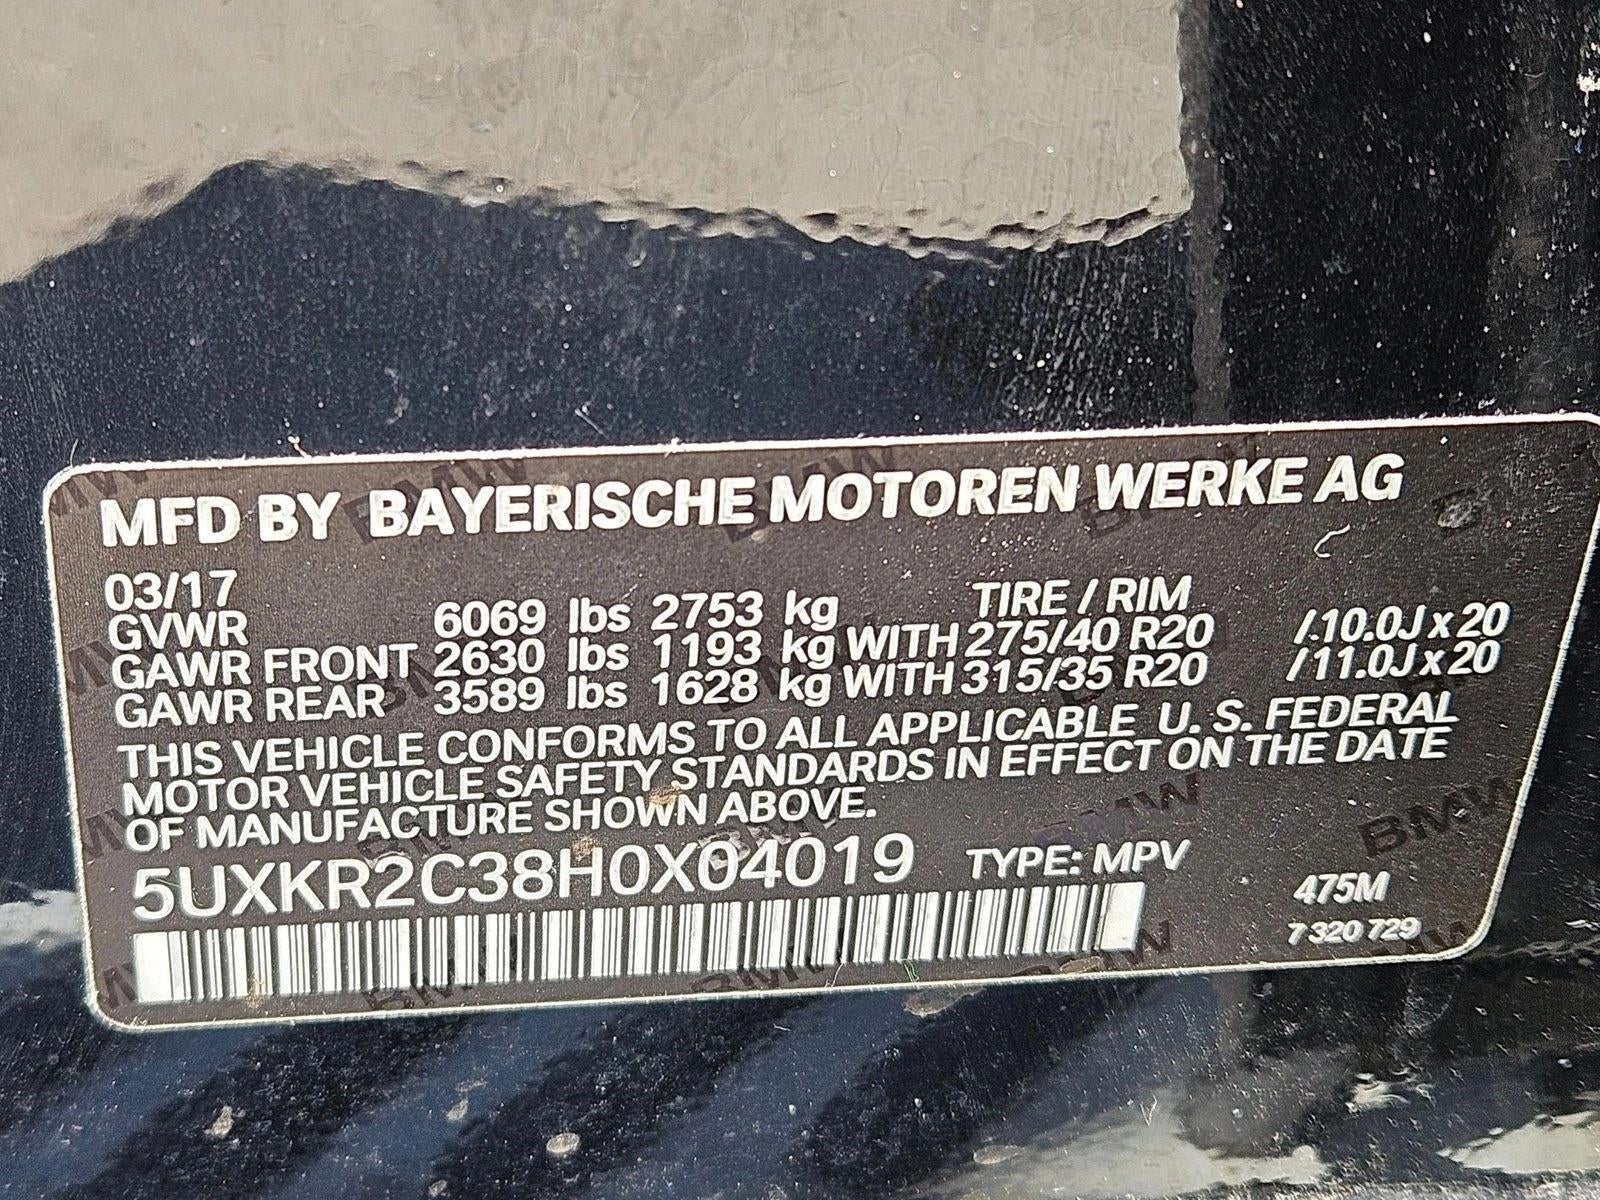 MFD BY BAYERISCHE MOTOREN WERKE AG
03/17 TIRE / RIM
GVWR 6069 lbs 2753 kg
GAWR FRONT 2630 lbs 1193 kg WITH 275/40 R20 /10.0J x 20
GAWR REAR 3589 lbs 1628 kg WITH 315/35 R20 /11.0J x 20
THIS VEHICLE CONFORMS TO ALL APPLICABLE U. S. FEDERAL
MOTOR VEHICLE SAFETY STANDARDS IN EFFECT ON THE DATE
OF MANUFACTURE SHOWN ABOVE.
5UXKR2C38H0X04019 TYPE: MPV
475M
7 320 729